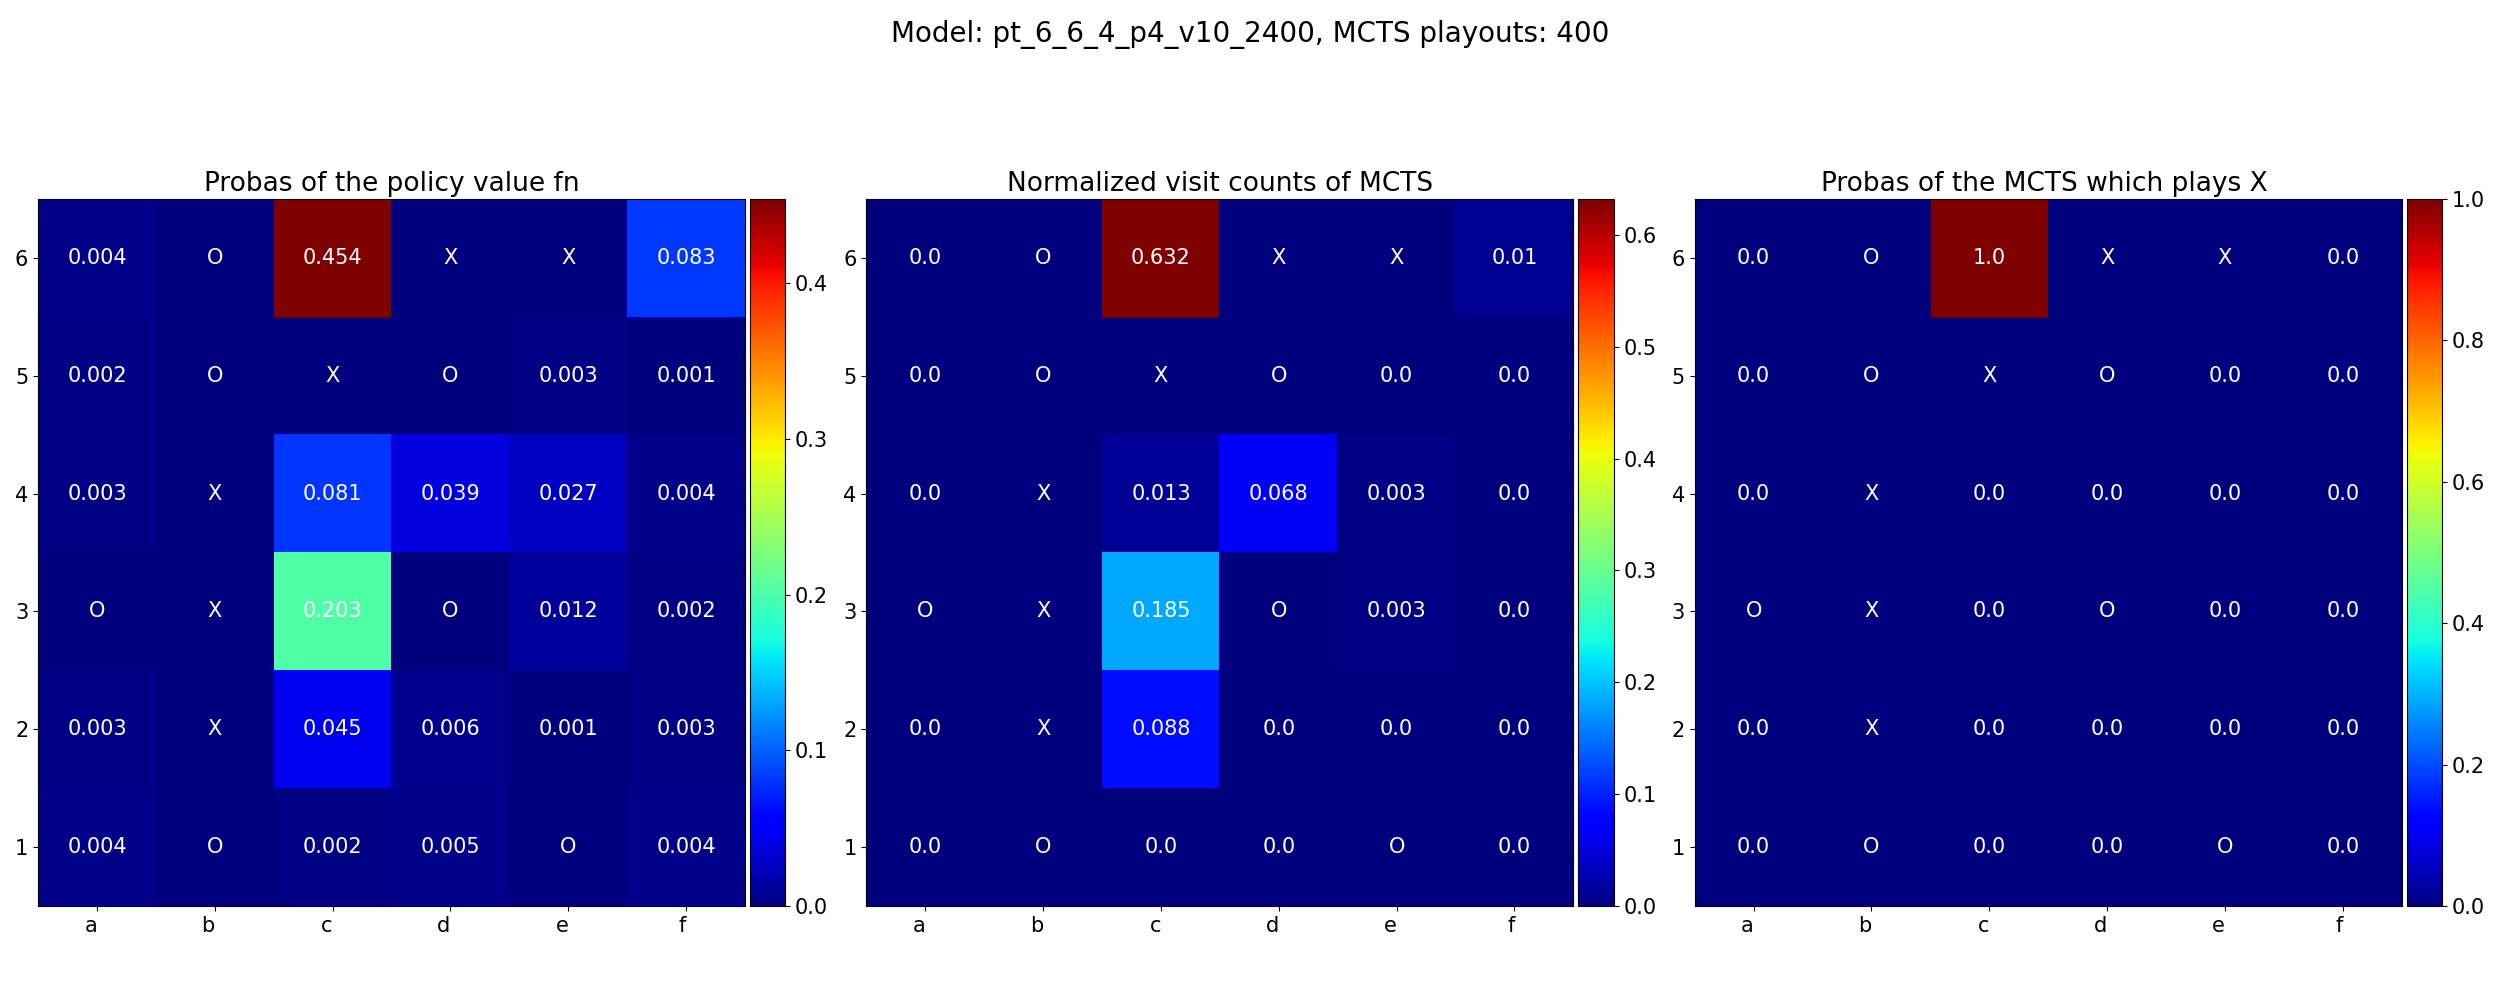 Model: pt_6_6_4_p4_v10_2400, MCTS playouts: 400
Probas of the policy value fn
6 0.004 O 0.454 X X 0.083
5 0.002 O X O 0.003 0.001
4 0.003 X 0.081 0.039 0.027 0.004
3 O X 0.203 O 0.012 0.002
2 0.003 X 0.045 0.006 0.001 0.003
1 0.004 O 0.002 0.005 O 0.004
a b c d e f
0.4
0.3
0.2
0.1
0.0
Normalized visit counts of MCTS
6 0.0 O 0.632 X X 0.01
5 0.0 O X O 0.0 0.0
4 0.0 X 0.013 0.068 0.003 0.0
3 O X 0.185 O 0.003 0.0
2 0.0 X 0.088 0.0 0.0 0.0
1 0.0 O 0.0 0.0 O 0.0
a b c d e f
0.6
0.5
0.4
0.3
0.2
0.1
0.0
Probas of the MCTS which plays X
6 0.0 O 1.0 X X 0.0
5 0.0 O X O 0.0 0.0
4 0.0 X 0.0 0.0 0.0 0.0
3 O X 0.0 O 0.0 0.0
2 0.0 X 0.0 0.0 0.0 0.0
1 0.0 O 0.0 0.0 O 0.0
a b c d e f
1.0
0.8
0.6
0.4
0.2
0.0